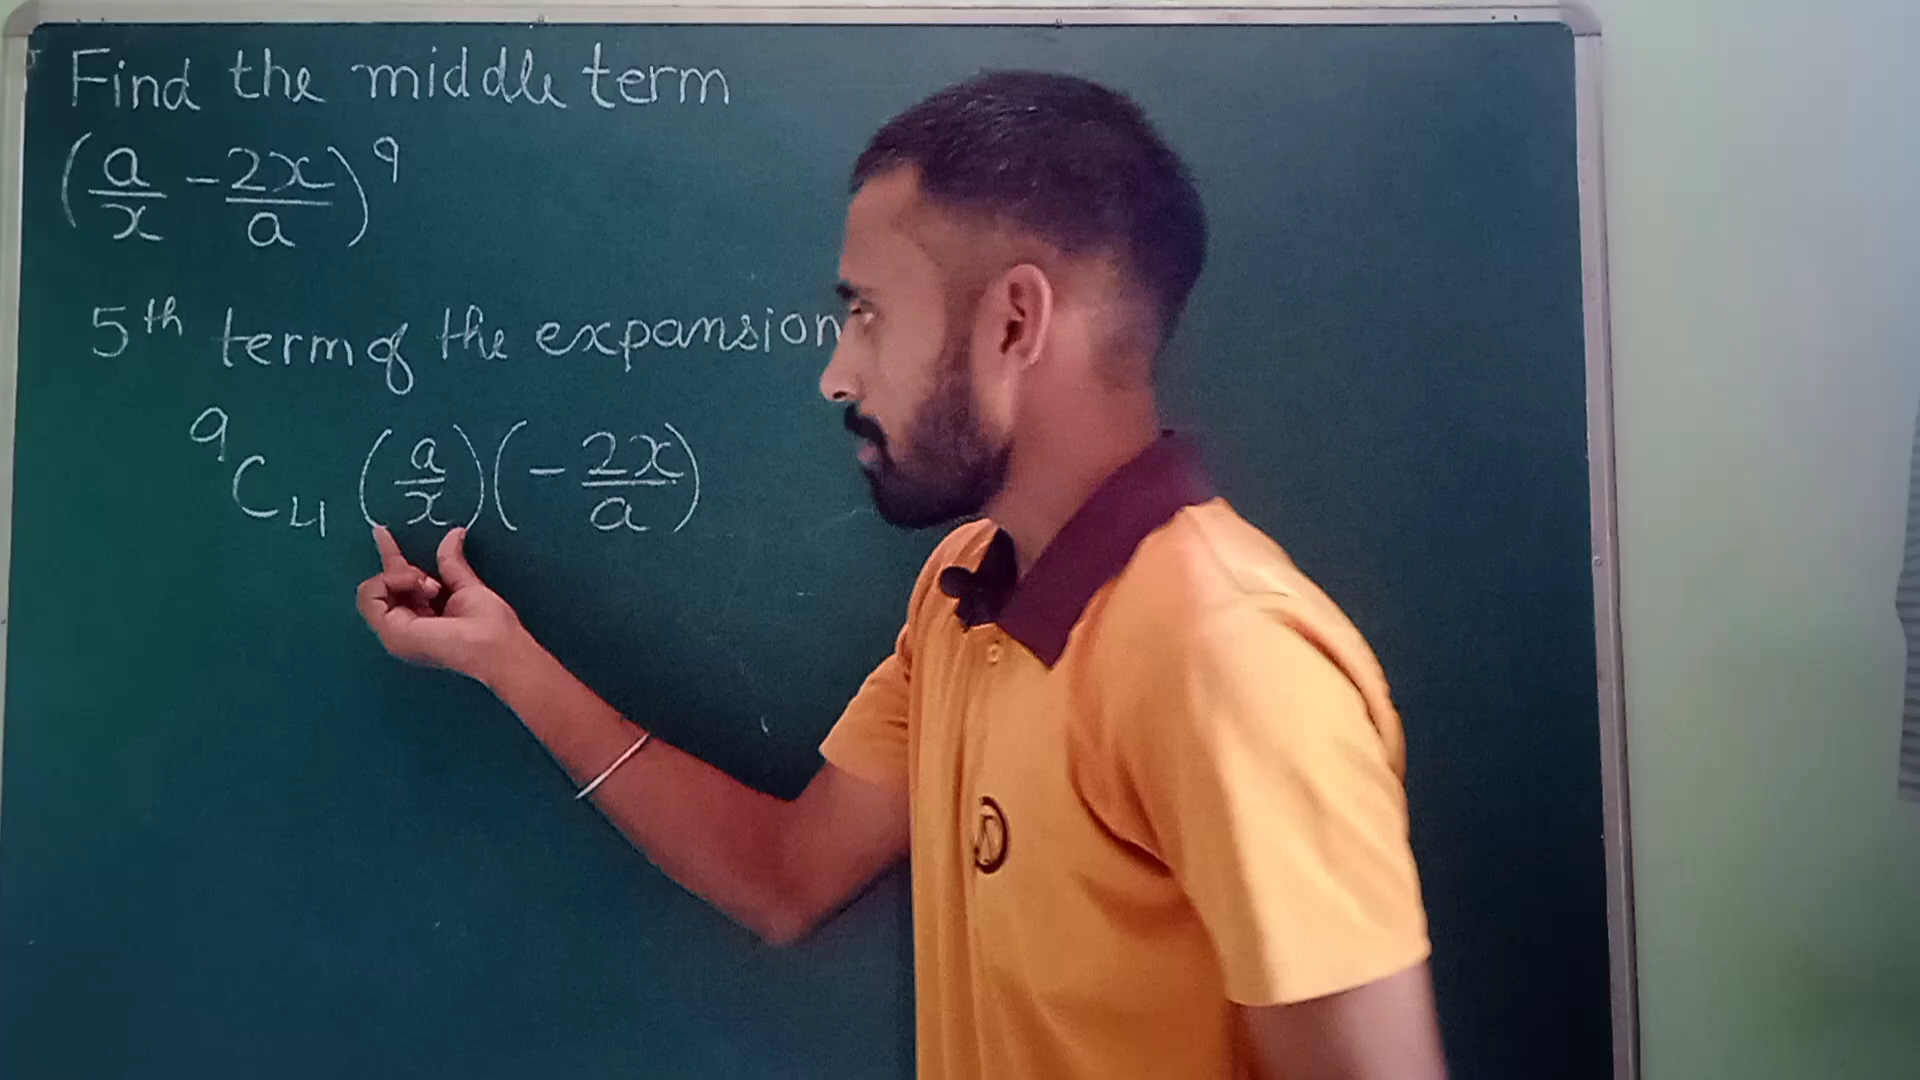 Find the middle term
(a/x - 2x/a)^9
5th term of the expansion
9C4 (a/x)(- 2x/a)